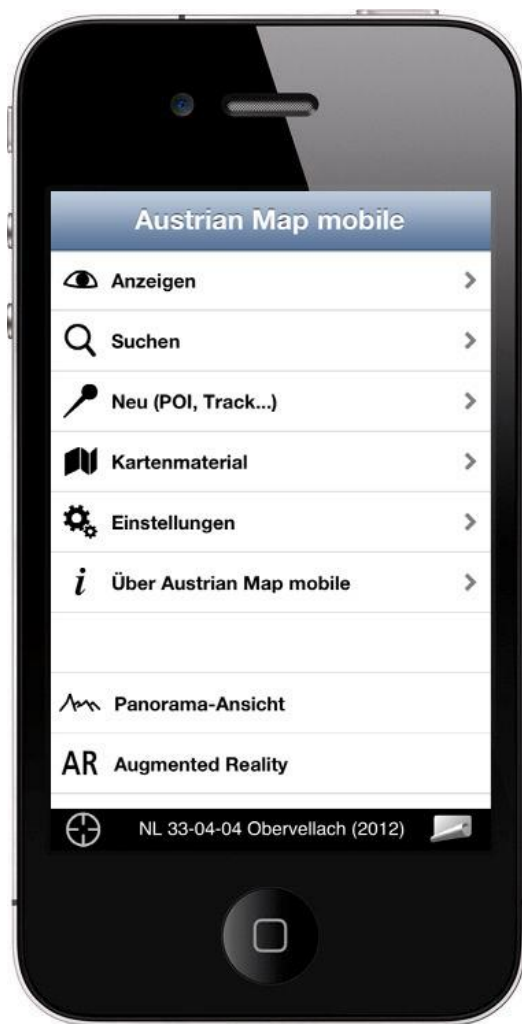 Austrian Map mobile
Anzeigen
Suchen
Neu (POI, Track...)
Kartenmaterial
Einstellungen
i Über Austrian Map mobile
Panorama-Ansicht
AR Augmented Reality
NL 33-04-04 Obervellach (2012)